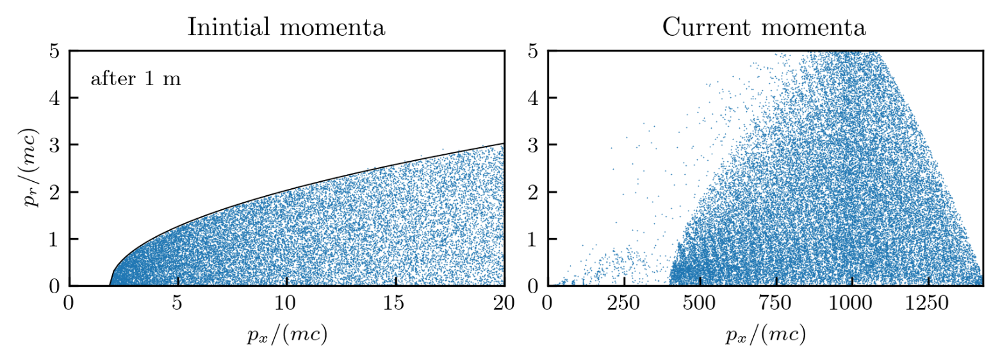 Inintial momenta
after 1 m
5
4
3
2
1
0
p_r/(mc)
0 5 10 15 20
p_x/(mc)
Current momenta
5
4
3
2
1
0
0 250 500 750 1000 1250
p_x/(mc)